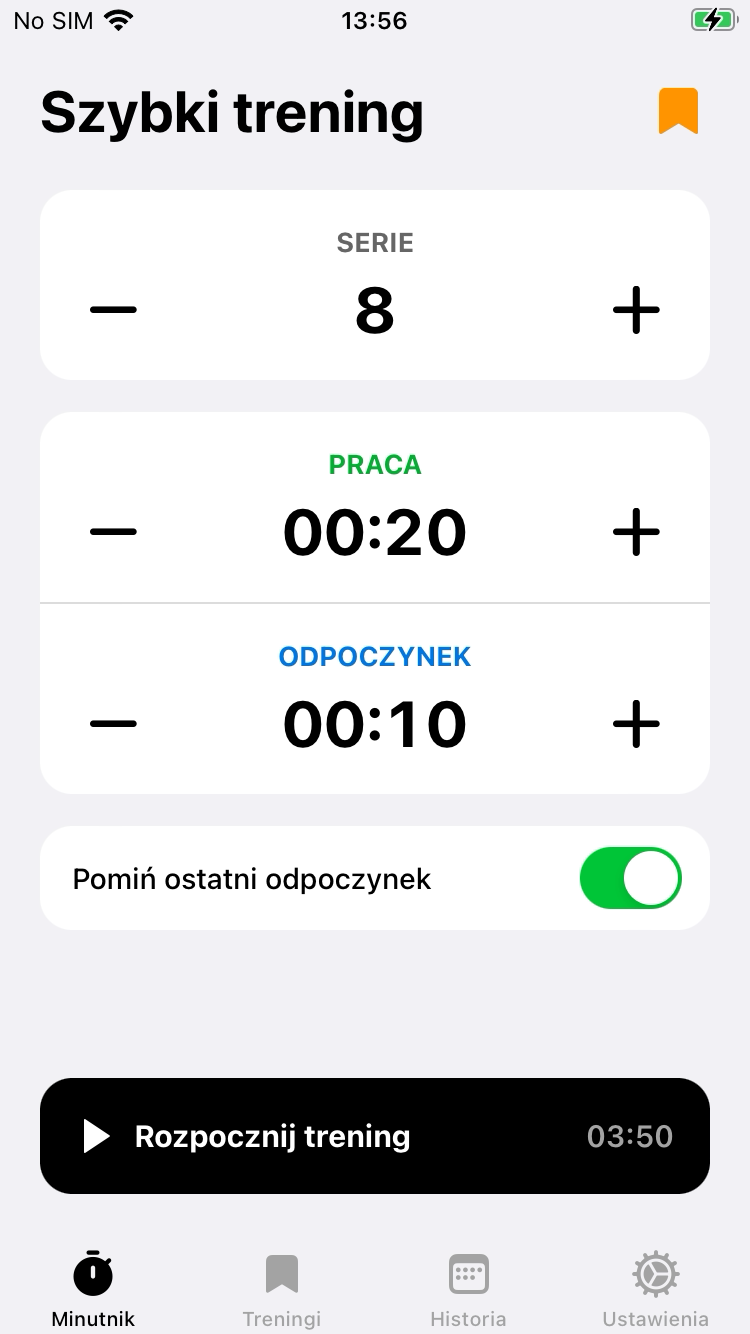 No SIM 13:56
Szybki trening
SERIE
8
PRACA
00:20
ODPOCZYNEK
00:10
Pomiń ostatni odpoczynek
Rozpocznij trening 03:50
Minutnik Treningi Historia Ustawienia